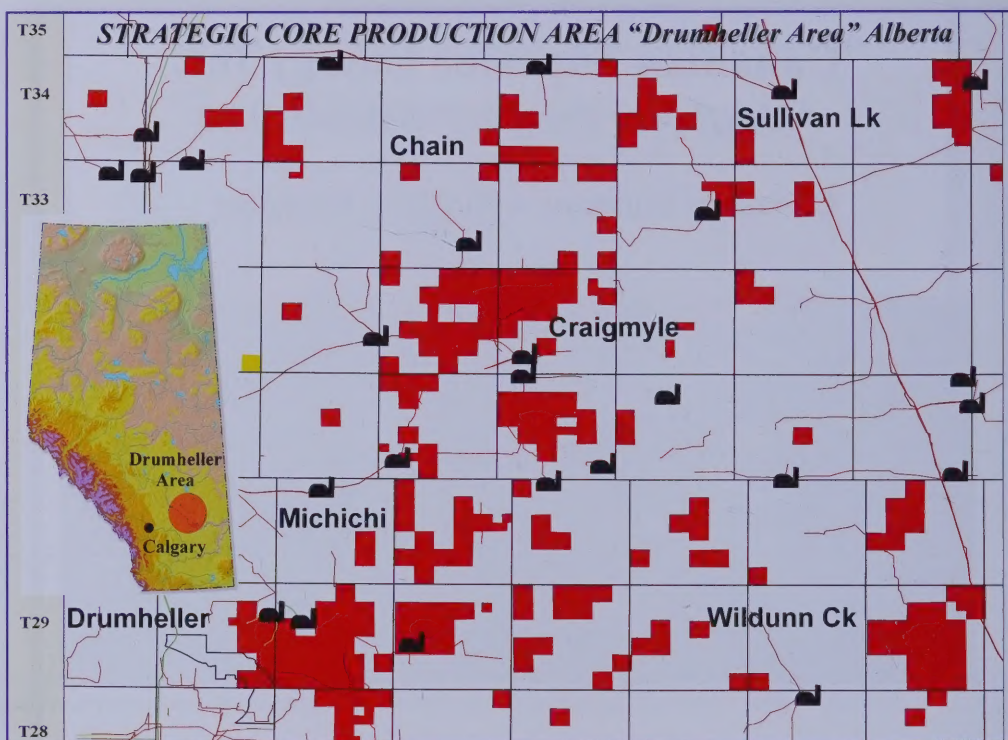 T35
STRATEGIC CORE PRODUCTION AREA “Drumheller Area” Alberta
T34
Sullivan Lk
Chain
T33
Craigmyle
Drumheller
Area
Calgary
Michichi
T29
Drumheller
Wildunn Ck
T28